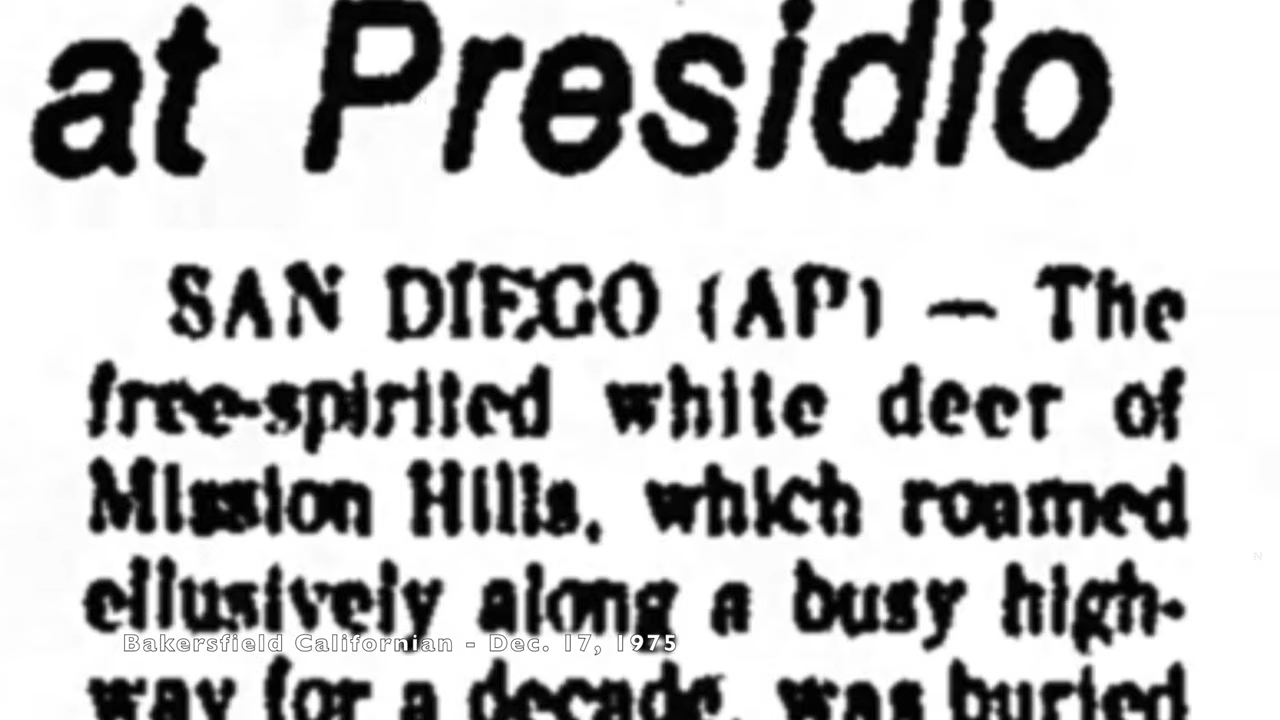 at Presidio
SAN DIEGO (AP) — The
free-spirited white deer of
Mission Hills, which roamed
ellusively along a busy high-
Bakersfield Californian - Dec. 17, 1975
way for a decade, was buried